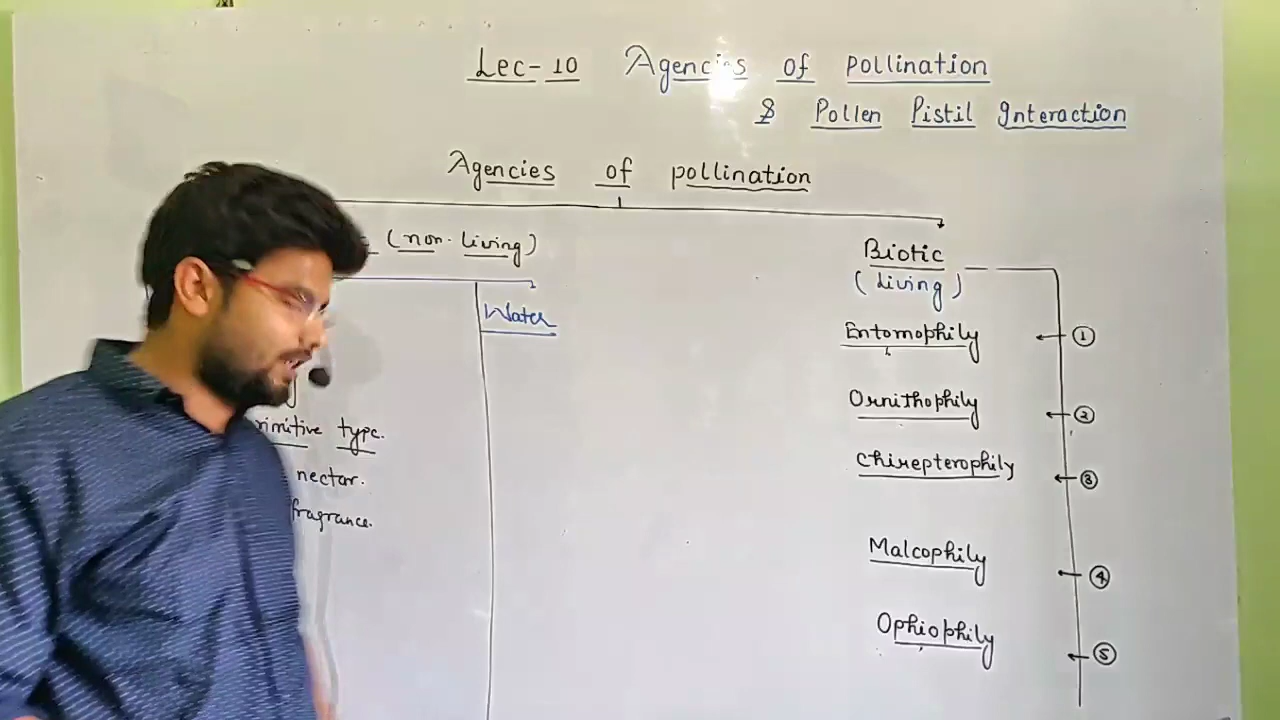 Lec-10 Agencies of pollination
& Pollen Pistil Interaction
Agencies of pollination
(non-living)
Water
type.
nectar.
fragrance.
Biotic
(living)
Entomophily ①
Ornithophily ②
Chirepterophily ③
Malcophily ④
Ophiophily ⑤